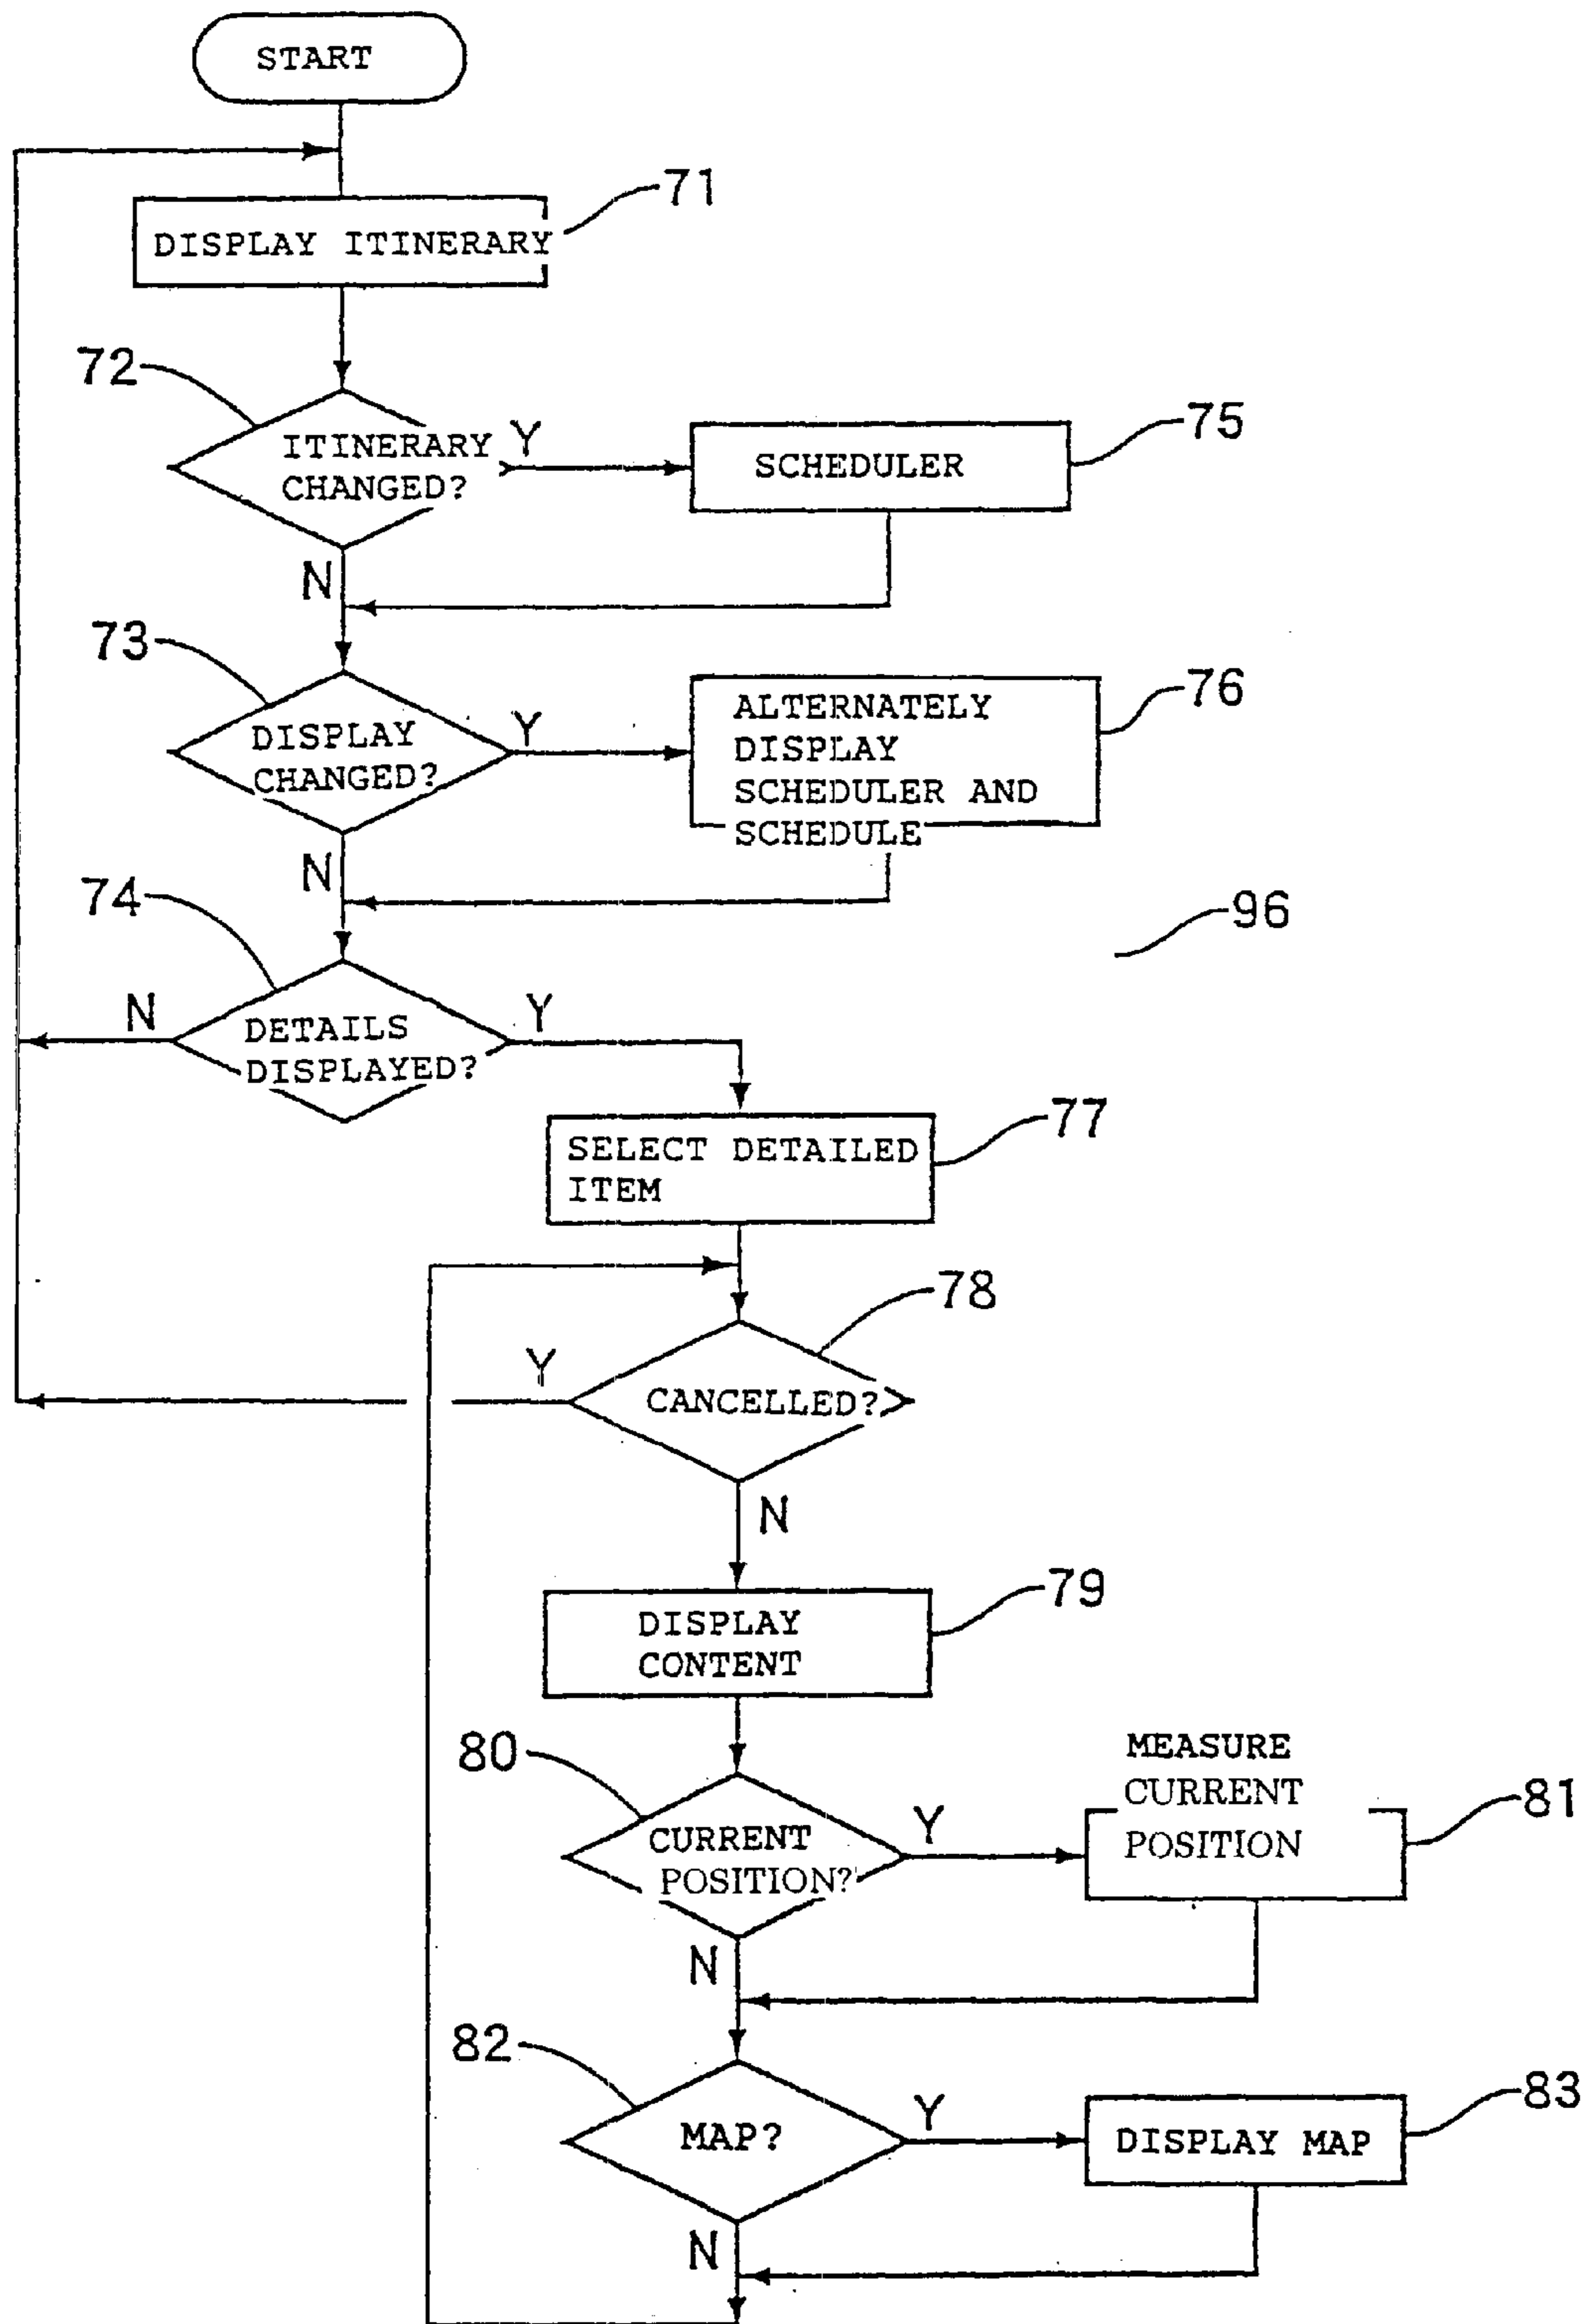 START
71
DISPLAY ITINERARY
72
ITINERARY
CHANGED?
Y
SCHEDULER
75
N
73
DISPLAY
CHANGED?
Y
ALTERNATELY
DISPLAY
SCHEDULER AND
SCHEDULE
76
N
74
96
N
DETAILS
DISPLAYED?
Y
SELECT DETAILED
ITEM
77
78
Y
CANCELLED?
N
79
DISPLAY
CONTENT
80
CURRENT
POSITION?
Y
MEASURE
CURRENT
POSITION
81
N
82
MAP?
Y
DISPLAY MAP
83
N